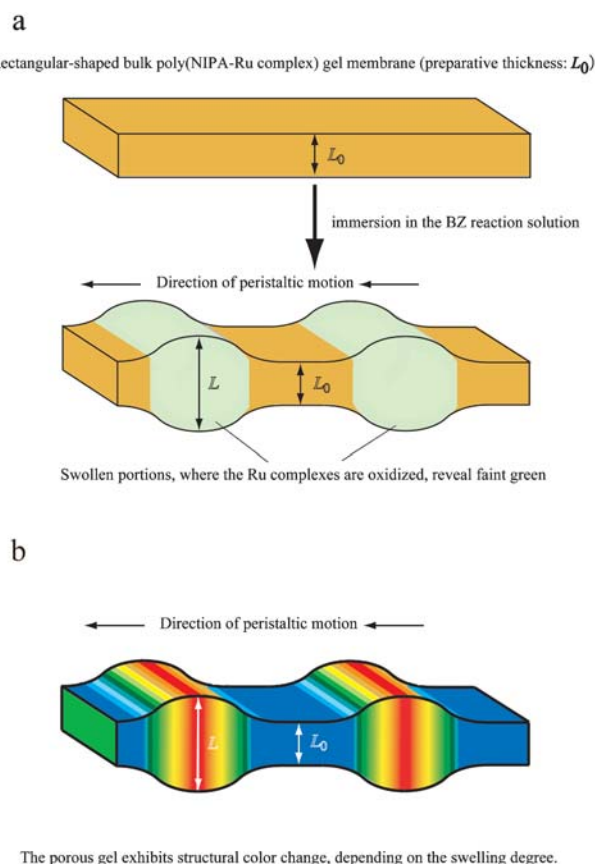 a
ectangular-shaped bulk poly(NIPA-Ru complex) gel membrane (preparative thickness: L₀)
L₀
immersion in the BZ reaction solution
Direction of peristaltic motion
L
L₀
Swollen portions, where the Ru complexes are oxidized, reveal faint green
b
Direction of peristaltic motion
L
L₀
The porous gel exhibits structural color change, depending on the swelling degree.